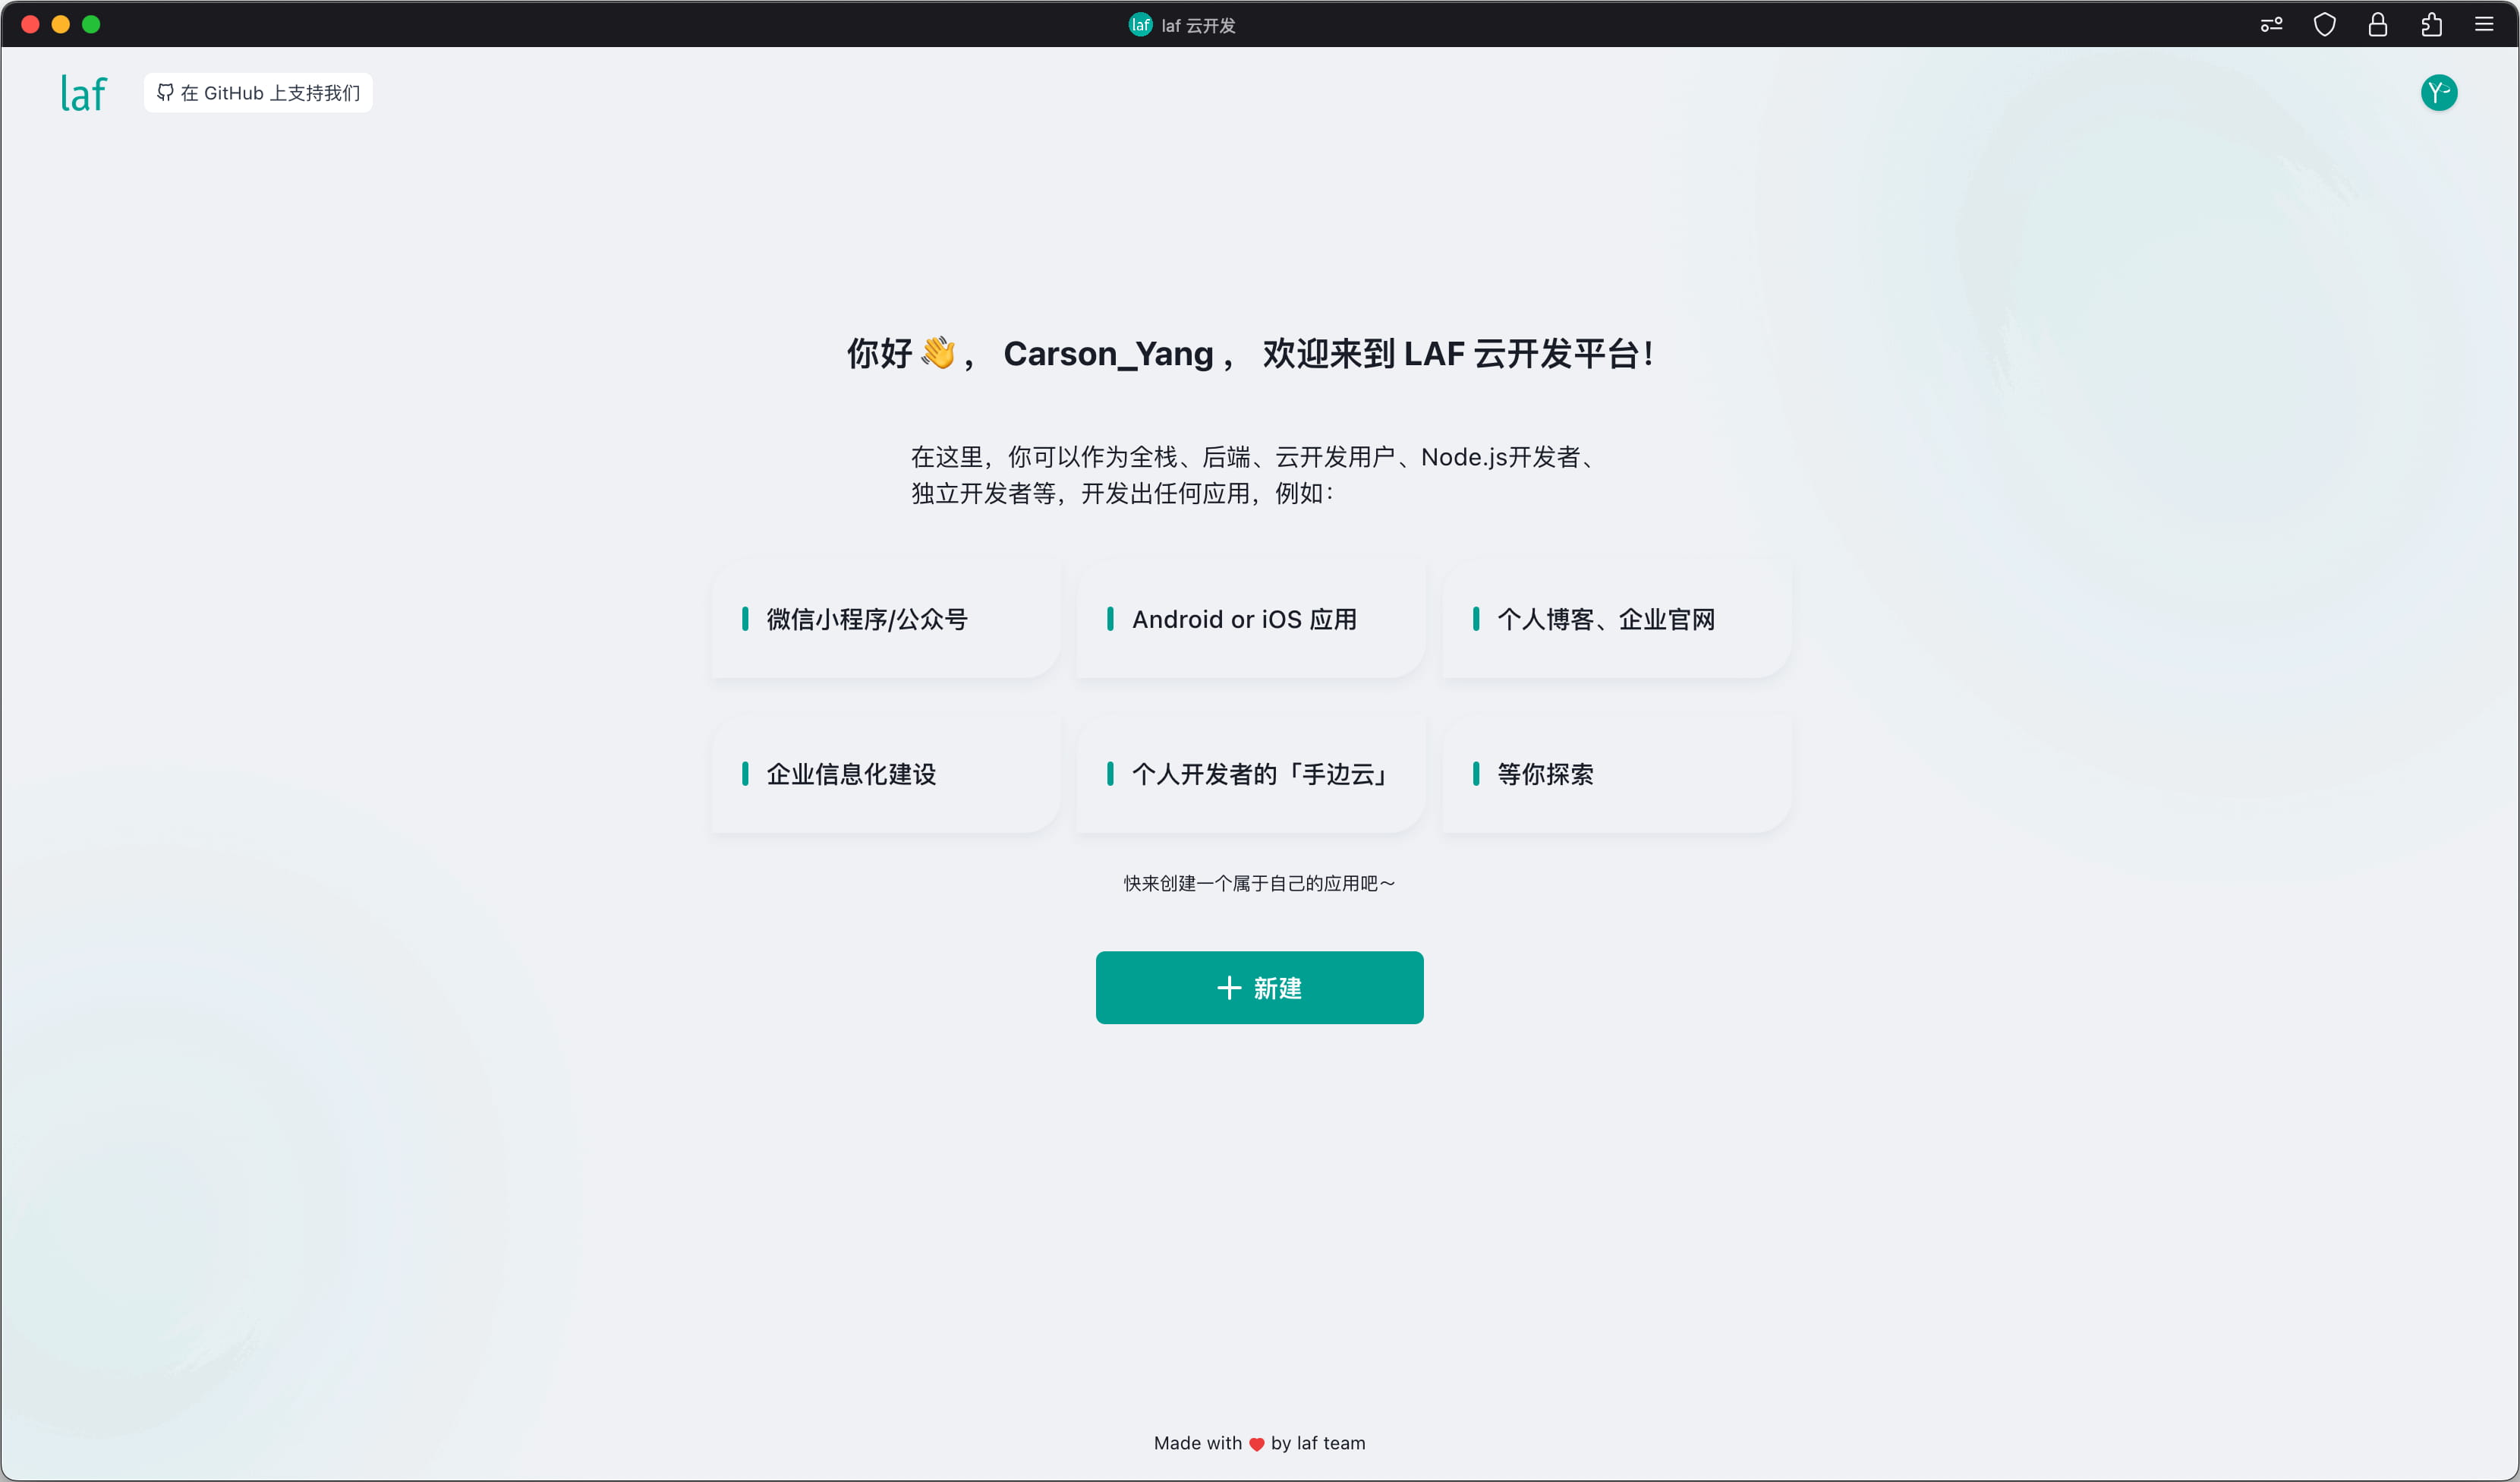 laf laf 云开发
laf
在 GitHub 上支持我们
Y
你好👋， Carson_Yang ， 欢迎来到 LAF 云开发平台！
在这里，你可以作为全栈、后端、云开发用户、Node.js开发者、
独立开发者等，开发出任何应用，例如：
微信小程序/公众号
Android or iOS 应用
个人博客、企业官网
企业信息化建设
个人开发者的「手边云」
等你探索
快来创建一个属于自己的应用吧～
新建
Made with ❤ by laf team